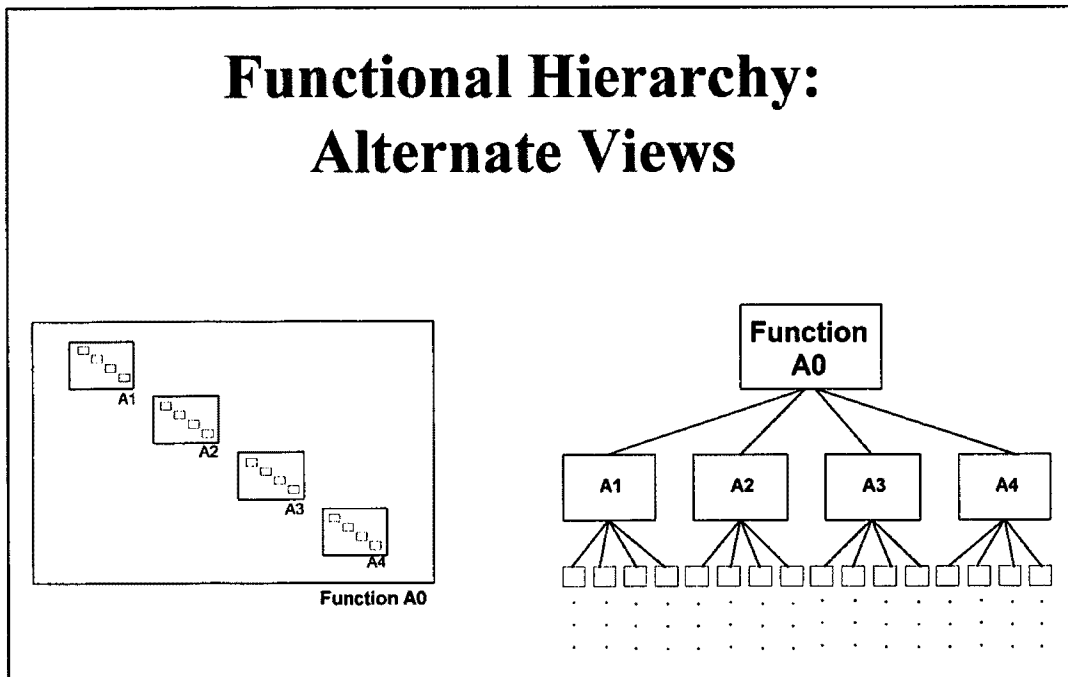 Functional Hierarchy:
Alternate Views
A1
A2
A3
A4
Function A0
Function
A0
A1
A2
A3
A4